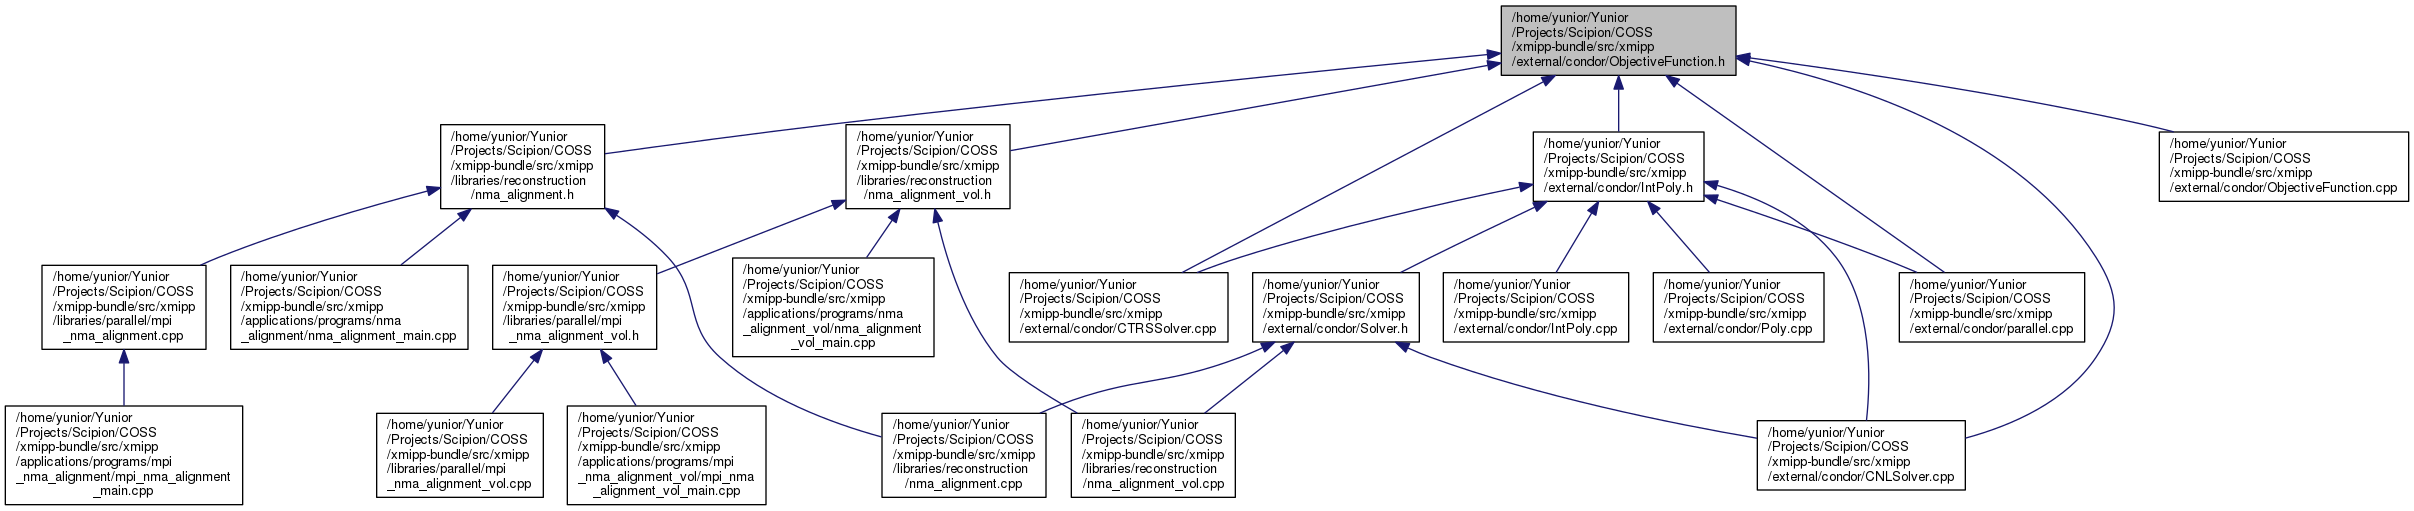 /home/yunior/Yunior
/Projects/Scipion/COSS
/xmipp-bundle/src/xmipp
/external/condor/ObjectiveFunction.h
/home/yunior/Yunior
/Projects/Scipion/COSS
/xmipp-bundle/src/xmipp
/libraries/reconstruction
/nma_alignment.h
/home/yunior/Yunior
/Projects/Scipion/COSS
/xmipp-bundle/src/xmipp
/libraries/reconstruction
/nma_alignment_vol.h
/home/yunior/Yunior
/Projects/Scipion/COSS
/xmipp-bundle/src/xmipp
/external/condor/IntPoly.h
/home/yunior/Yunior
/Projects/Scipion/COSS
/xmipp-bundle/src/xmipp
/external/condor/ObjectiveFunction.cpp
/home/yunior/Yunior
/Projects/Scipion/COSS
/xmipp-bundle/src/xmipp
/libraries/parallel/mpi
_nma_alignment.cpp
/home/yunior/Yunior
/Projects/Scipion/COSS
/xmipp-bundle/src/xmipp
/applications/programs/nma
_alignment/nma_alignment_main.cpp
/home/yunior/Yunior
/Projects/Scipion/COSS
/xmipp-bundle/src/xmipp
/libraries/parallel/mpi
_nma_alignment_vol.h
/home/yunior/Yunior
/Projects/Scipion/COSS
/xmipp-bundle/src/xmipp
/applications/programs/nma
_alignment_vol/nma_alignment
_vol_main.cpp
/home/yunior/Yunior
/Projects/Scipion/COSS
/xmipp-bundle/src/xmipp
/external/condor/CTRSSolver.cpp
/home/yunior/Yunior
/Projects/Scipion/COSS
/xmipp-bundle/src/xmipp
/external/condor/Solver.h
/home/yunior/Yunior
/Projects/Scipion/COSS
/xmipp-bundle/src/xmipp
/external/condor/IntPoly.cpp
/home/yunior/Yunior
/Projects/Scipion/COSS
/xmipp-bundle/src/xmipp
/external/condor/Poly.cpp
/home/yunior/Yunior
/Projects/Scipion/COSS
/xmipp-bundle/src/xmipp
/external/condor/parallel.cpp
/home/yunior/Yunior
/Projects/Scipion/COSS
/xmipp-bundle/src/xmipp
/applications/programs/mpi
_nma_alignment/mpi_nma_alignment
_main.cpp
/home/yunior/Yunior
/Projects/Scipion/COSS
/xmipp-bundle/src/xmipp
/libraries/parallel/mpi
_nma_alignment_vol.cpp
/home/yunior/Yunior
/Projects/Scipion/COSS
/xmipp-bundle/src/xmipp
/applications/programs/mpi
_nma_alignment_vol/mpi_nma
_alignment_vol_main.cpp
/home/yunior/Yunior
/Projects/Scipion/COSS
/xmipp-bundle/src/xmipp
/libraries/reconstruction
/nma_alignment.cpp
/home/yunior/Yunior
/Projects/Scipion/COSS
/xmipp-bundle/src/xmipp
/libraries/reconstruction
/nma_alignment_vol.cpp
/home/yunior/Yunior
/Projects/Scipion/COSS
/xmipp-bundle/src/xmipp
/external/condor/CNLSolver.cpp